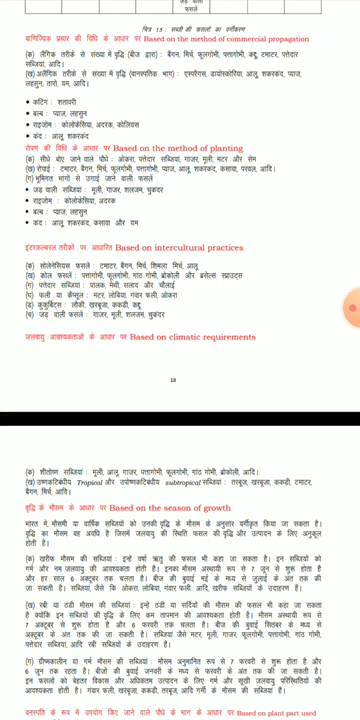 जड़ वाली
फसलें
चित्र 15 : सब्जी की फसलों का वर्गीकरण
वाणिज्यिक प्रचार की विधि के आधार पर Based on the method of commercial propagation
(क) लैंगिक तरीके से संख्या में वृद्धि (बीज द्वारा) : बैंगन, मिर्च, फूलगोभी, पत्तागोभी, कद्दू, टमाटर, पत्तेदार
सब्जियां, आदि।
(ख) अलैंगिक तरीके से संख्या में वृद्धि (वानस्पतिक भाग) : एस्परैगस, डायोस्कोरिया, आलू, शकरकंद, प्याज,
लहसुन, तारो, यम, आदि।
• कटिंग : शतावरी
• बल्ब : प्याज, लहसुन
• राइजोम : कोलोकेसिया, अदरक, कोलियस
• कंद : आलू, शकरकंद
रोपण की विधि के आधार पर Based on the method of planting
(क) सीधे बोए जाने वाले पौधे : ओकरा, पत्तेदार सब्जियां, गाजर, मूली, मटर और सेम
(ख) रोपाई : टमाटर, बैंगन, मिर्च, फूलगोभी, पत्तागोभी, प्याज, आलू, शकरकंद, कसावा, परवल, आदि।
(ग) भूमिगत भागों से उगाई जाने वाली फसलें
• जड़ वाली सब्जियां : मूली, गाजर, शलजम, चुकंदर
• राइजोम : कोलोकेसिया, अदरक
• बल्ब : प्याज, लहसुन
• कंद : आलू, शकरकंद, कसावा और यम
इंटरकल्चरल तरीकों पर आधारित Based on intercultural practices
(क) सोलेनेसियस फसलें : टमाटर, बैंगन, मिर्च, शिमला मिर्च, आलू
(ख) कोल फसलें : पत्तागोभी, फूलगोभी, गांठ गोभी, ब्रोकोली और ब्रसेल्स स्प्राउट्स
(ग) पत्तेदार सब्जियां : पालक, मेथी, सलाद और चौलाई
(घ) फली या कैप्सूल : मटर, लोबिया, गंवार फली, ओकरा
(ड) कुकुर्बिट्स : लौकी, खरबूजा, ककड़ी, कद्दू
(च) जड़ वाली फसलें : गाजर, मूली, शलजम, चुकंदर
जलवायु आवश्यकताओं के आधार पर Based on climatic requirements
18
(क) शीतोष्ण सब्जियां : मूली, आलू, गाजर, पत्तागोभी, फूलगोभी, गांठ गोभी, ब्रोकोली, आदि।
(ख) उष्णकटिबंधीय Tropical और उपोष्णकटिबंधीय subtropical सब्जियां : तरबूज, खरबूजा, ककड़ी, टमाटर,
बैंगन, मिर्च, आदि।
वृद्धि के मौसम के आधार पर Based on the season of growth
भारत में, मौसमी या वार्षिक सब्जियों को उनकी वृद्धि के मौसम के अनुसार वर्गीकृत किया जा सकता है।
वृद्धि का मौसम वह अवधि है जिसमें जलवायु की स्थिति फसल की वृद्धि और उत्पादन के लिए अनुकूल
होती है।
(क) खरीफ मौसम की सब्जियां : इन्हें वर्षा ऋतु की फसल भी कहा जा सकता है। इन सब्जियों को
गर्म और नम जलवायु की आवश्यकता होती है। इनका मौसम अस्थायी रूप से 7 जून से शुरू होता है
और हर साल 6 अक्टूबर तक चलता है। बीज की बुवाई मई के मध्य से जुलाई के अंत तक की
जा सकती है। सब्जियां, जैसे कि ओकरा, लोबिया, गंवार फली आदि, खरीफ सब्जियों के उदाहरण हैं।
(ख) रबी या ठंडी मौसम की सब्जियां : इन्हें ठंडी या सर्दियों की मौसम की फसल भी कहा जा सकता
है क्योंकि इन सब्जियों की वृद्धि के लिए कम तापमान की आवश्यकता होती है। मौसम अस्थायी रूप से
7 अक्टूबर से शुरू होता है और 6 फरवरी तक चलता है। बीज की बुवाई सितंबर के मध्य से
अक्टूबर के अंत तक की जा सकती है। सब्जियां जैसे मटर, मूली, गाजर, फूलगोभी, पत्तागोभी, गांठ गोभी,
पत्तेदार सब्जियां, आदि रबी सब्जियों के उदाहरण हैं।
(ग) ग्रीष्मकालीन या गर्म मौसम की सब्जियां : मौसम अनुमानित रूप से 7 फरवरी से शुरू होता है और
6 जून तक रहता है। बीजों की बुवाई जनवरी के मध्य से फरवरी के अंत तक की जा सकती है।
इन फसलों को बेहतर विकास और अधिकतम उत्पादन के लिए गर्म और सूखी जलवायु परिस्थितियों की
आवश्यकता होती है। गंवार फली, खरबूजा, ककड़ी, तरबूज, आदि गर्मी के मौसम की सब्जियां हैं।
वनस्पति के रूप में उपयोग किए जाने वाले पौधे के भाग के आधार पर Based on plant part used